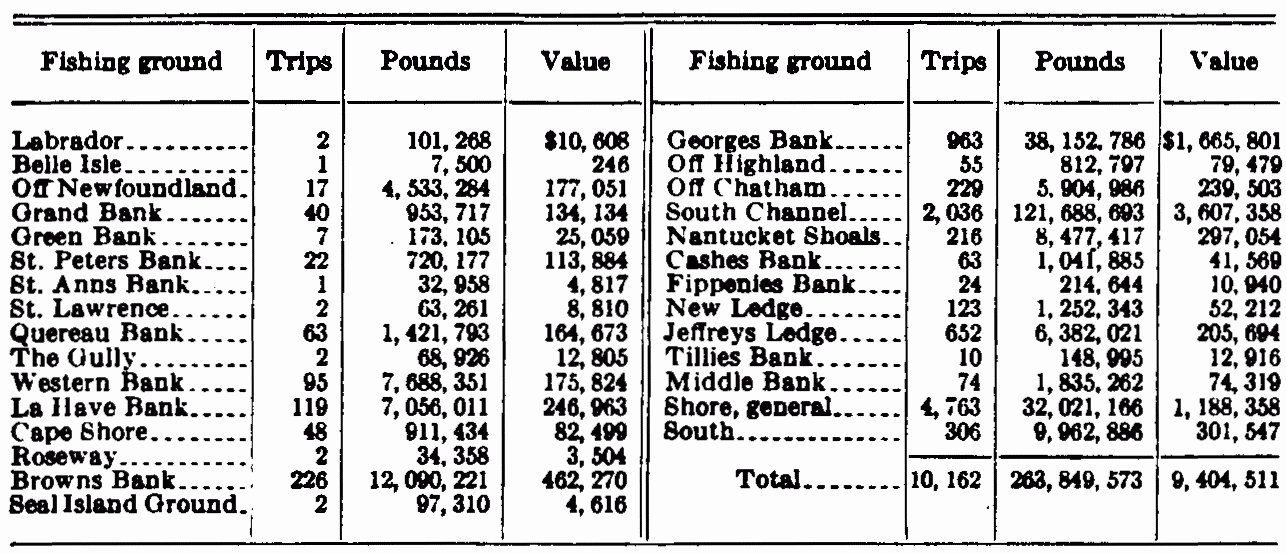 Fishing ground Trips Pounds Value
Labrador.......... 2 101,268 $10,608
Belle Isle.......... 1 7,500 246
Off Newfoundland. 17 4,533,284 177,051
Grand Bank....... 40 953,717 134,134
Green Bank....... 7 173,105 25,059
St. Peters Bank.... 22 720,177 113,884
St. Anns Bank..... 1 32,958 4,817
St. Lawrence...... 2 63,261 8,810
Quereau Bank..... 63 1,421,793 164,673
The Gully......... 2 68,926 12,805
Western Bank..... 95 7,688,351 175,824
La Have Bank..... 119 7,056,011 246,963
Cape Shore........ 48 911,434 82,499
Roseway.......... 2 34,358 3,504
Browns Bank...... 226 12,090,221 462,270
Seal Island Ground. 2 97,310 4,616
Fishing ground Trips Pounds Value
Georges Bank...... 963 38,152,786 $1,665,801
Off Highland...... 55 812,797 79,479
Off Chatham...... 229 5,904,986 239,503
South Channel..... 2,036 121,688,693 3,607,358
Nantucket Shoals.. 216 8,477,417 297,054
Cashes Bank...... 63 1,041,885 41,569
Fippenies Bank.... 24 214,644 10,940
New Ledge........ 123 1,252,343 52,212
Jeffreys Ledge..... 652 6,382,021 205,694
Tillies Bank....... 10 148,995 12,916
Middle Bank...... 74 1,835,262 74,319
Shore, general...... 4,763 32,021,166 1,188,358
South.............. 306 9,962,886 301,547
Total........ 10,162 263,849,573 9,404,511